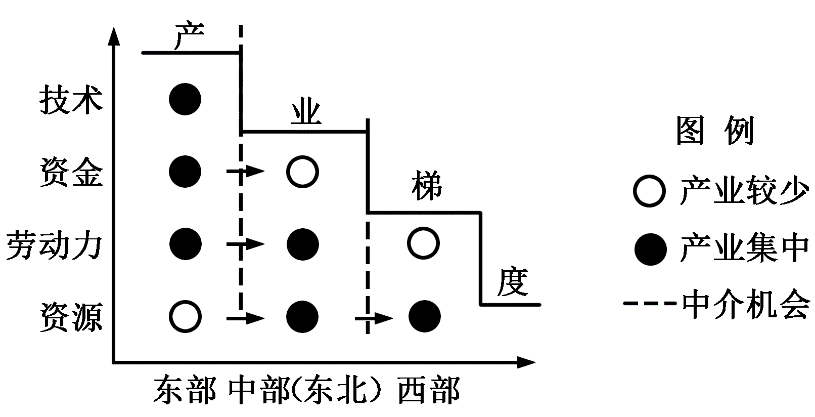 产
业
梯
度
技术
资金
劳动力
资源
东部 中部(东北) 西部
图 例
产业较少
产业集中
中介机会